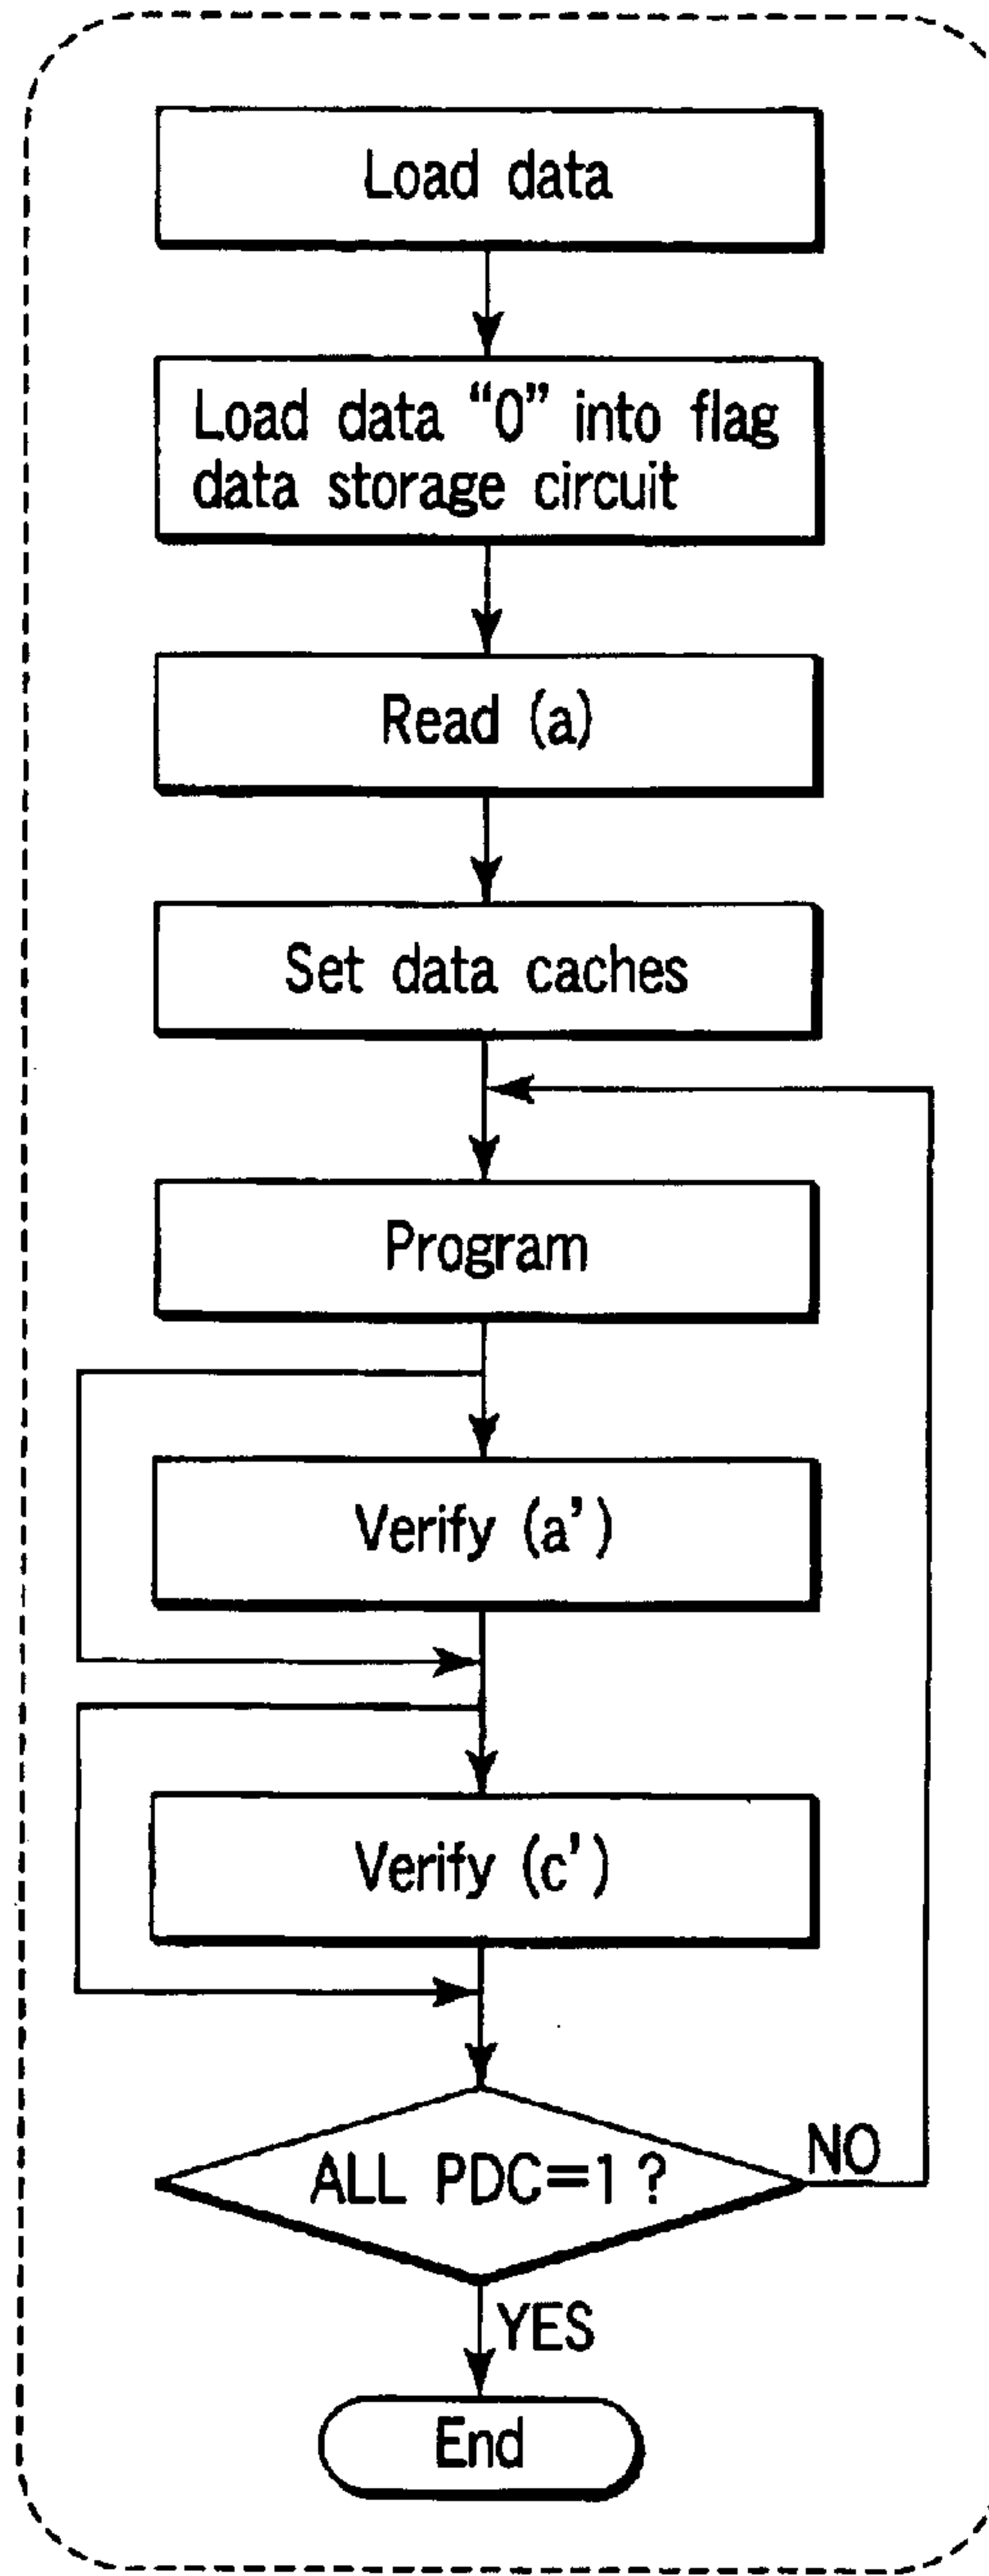 Load data
Load data “0” into flag
data storage circuit
Read (a)
Set data caches
Program
Verify (a’)
Verify (c’)
ALL PDC=1 ?
NO
YES
End